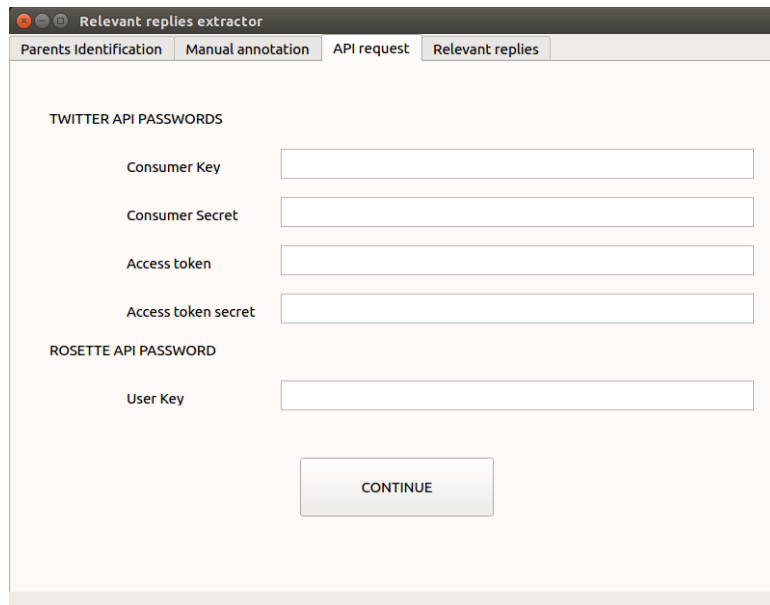 Relevant replies extractor
Parents Identification Manual annotation API request Relevant replies
TWITTER API PASSWORDS
Consumer Key
Consumer Secret
Access token
Access token secret
ROSETTE API PASSWORD
User Key
CONTINUE